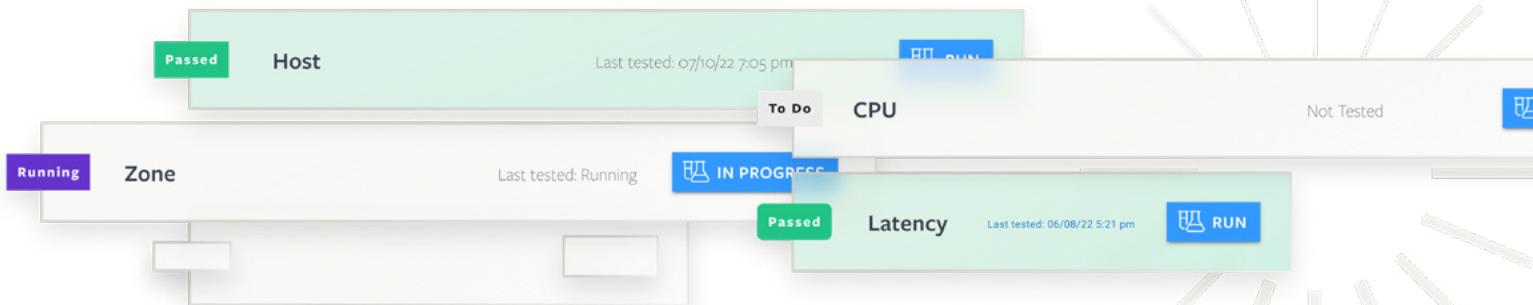 Passed
Host
Last tested: 07/10/22 7:05 pm
RUN
To Do
CPU
Not Tested
Running
Zone
Last tested: Running
IN PROGRESS
Passed
Latency
Last tested: 06/08/22 5:21 pm
RUN